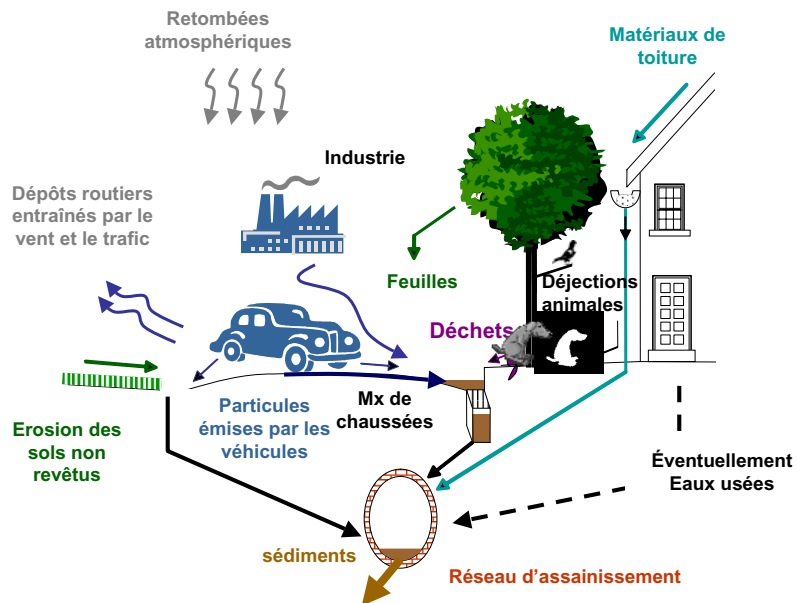 Retombées
atmosphériques
Matériaux de
toiture
Industrie
Dépôts routiers
entraînés par le
vent et le trafic
Feuilles
Déjections
animales
Déchets
Particules
émises par les
véhicules
Mx de
chaussées
Erosion des
sols non
revêtus
Éventuellement
Eaux usées
sédiments
Réseau d'assainissement